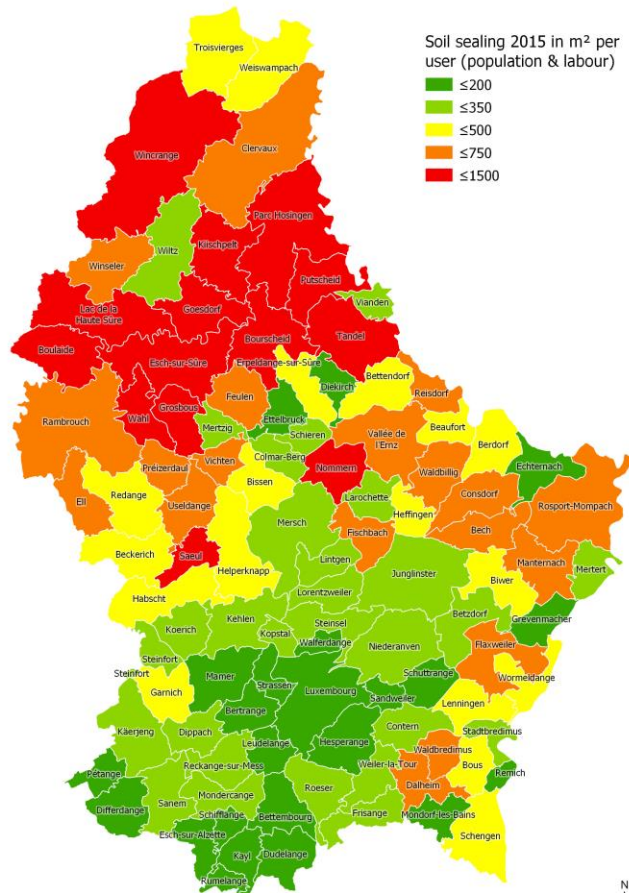 Soil sealing 2015 in m² per
user (population & labour)
≤200
≤350
≤500
≤750
≤1500
Troisvierges
Weiswampach
Clervaux
Wincrange
Parc Hosingen
Wiltz
Kiischpelt
Winseler
Putscheid
Vianden
Lac de la
Haute Sûre
Goesdorf
Tandel
Bourscheid
Boulaide
Esch-sur-Sûre
Erpeldange-sur-Sûre
Bettendorf
Diekirch
Reisdorf
Feulen
Grosbous
Wahl
Rambrouch
Ettelbruck
Mertzig
Schieren
Vallée de
l'Ernz
Beaufort
Berdorf
Colmar-Berg
Vichten
Préizerdaul
Nommern
Waldbillig
Echternach
Bissen
Larochette
Consdorf
Ell
Redange
Useldange
Heffingen
Rosport-Mompach
Mersch
Fischbach
Bech
Beckerich
Saeul
Lintgen
Manternach
Helperknapp
Junglinster
Mertert
Biwer
Habscht
Lorentzweiler
Betzdorf
Grevenmacher
Kehlen
Steinsel
Koerich
Kopstal
Walferdange
Niederanven
Flaxweiler
Steinfort
Steinfort
Mamer
Schuttrange
Wormeldange
Garnich
Strassen
Luxembourg
Sandweiler
Lenningen
Bertrange
Contern
Stadtbredimus
Käerjeng
Dippach
Leudelange
Hesperange
Waldbredimus
Reckange-sur-Mess
Weiler-la-Tour
Bous
Pétange
Remich
Roeser
Dalheim
Mondercange
Sanem
Differdange
Schifflange
Bettembourg
Frisange
Mondorf-les-Bains
Esch-sur-Alzette
Schengen
Kayl
Dudelange
Rumelange
N